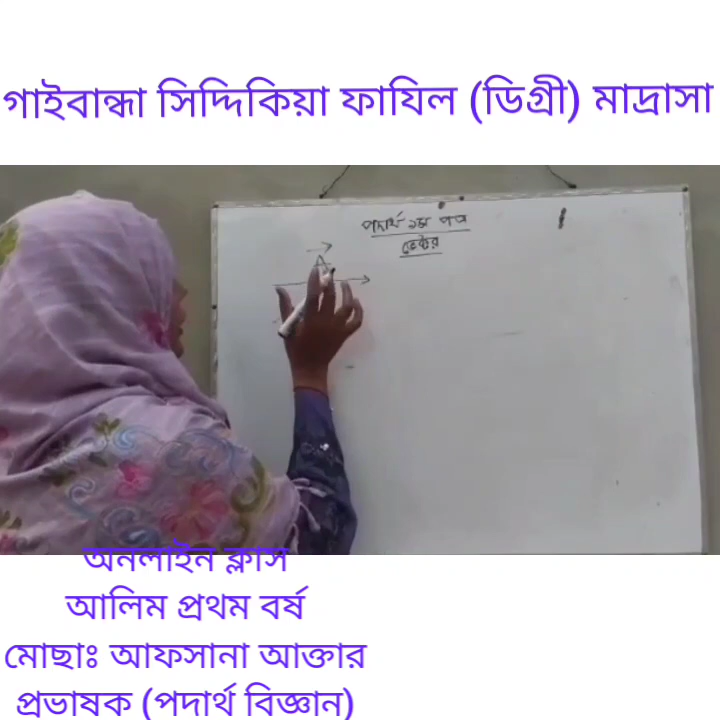 গাইবান্ধা সিদ্দিকিয়া ফাযিল (ডিগ্রী) মাদ্রাসা
পদার্থ ১ম পত্র
ভেক্টর
A
অনলাইন ক্লাস
আলিম প্রথম বর্ষ
মোছাঃ আফসানা আক্তার
প্রভাষক (পদার্থ বিজ্ঞান)